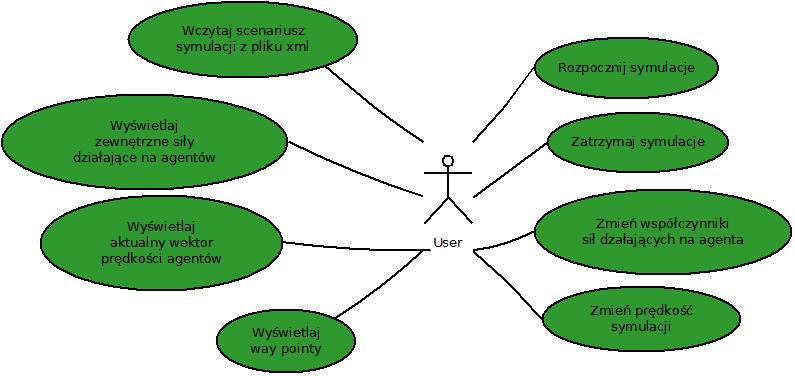 Wczytaj scenariusz
symulacji z pliku xml
Rozpocznij symulacje
Wyświetlaj
zewnętrzne siły
działające na agentów
Zatrzymaj symulacje
Wyświetlaj
aktualny wektor
prędkości agentów
User
Zmień współczynniki
sił dzałających na agenta
Wyświetlaj
way pointy
Zmień prędkość
symulacji